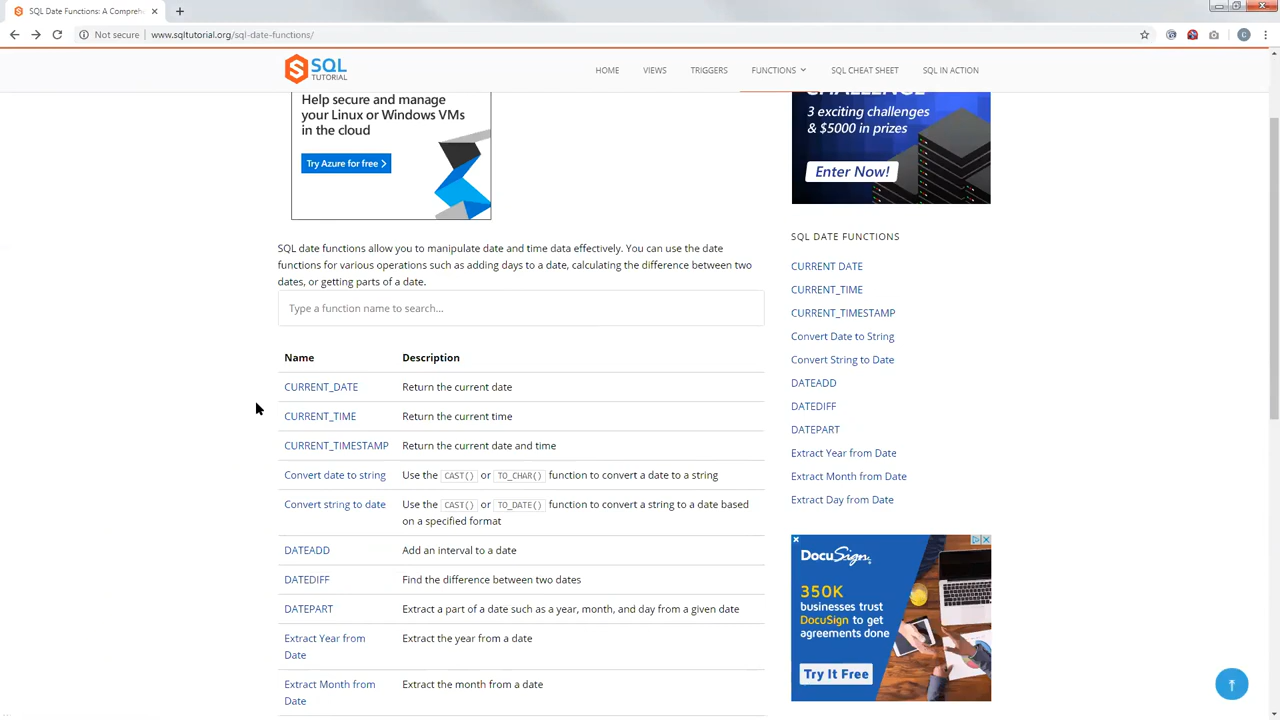 SQL Date Functions: A Compreh
Not secure
www.sqltutorial.org/sql-date-functions/
C
SQL
TUTORIAL
HOME
VIEWS
TRIGGERS
FUNCTIONS
SQL CHEAT SHEET
SQL IN ACTION
Help secure and manage
your Linux or Windows VMs
in the cloud
Try Azure for free >
CHALLENGE
3 exciting challenges
& $5000 in prizes
Enter Now!
SQL date functions allow you to manipulate date and time data effectively. You can use the date
functions for various operations such as adding days to a date, calculating the difference between two
dates, or getting parts of a date.
Type a function name to search...
Name Description
CURRENT_DATE Return the current date
CURRENT_TIME Return the current time
CURRENT_TIMESTAMP Return the current date and time
Convert date to string Use the CAST() or TO_CHAR() function to convert a date to a string
Convert string to date Use the CAST() or TO_DATE() function to convert a string to a date based
on a specified format
DATEADD Add an interval to a date
DATEDIFF Find the difference between two dates
DATEPART Extract a part of a date such as a year, month, and day from a given date
Extract Year from Extract the year from a date
Date
Extract Month from Extract the month from a date
Date
SQL DATE FUNCTIONS
CURRENT DATE
CURRENT_TIME
CURRENT_TIMESTAMP
Convert Date to String
Convert String to Date
DATEADD
DATEDIFF
DATEPART
Extract Year from Date
Extract Month from Date
Extract Day from Date
DocuSign
350K
businesses trust
DocuSign to get
agreements done
Try It Free